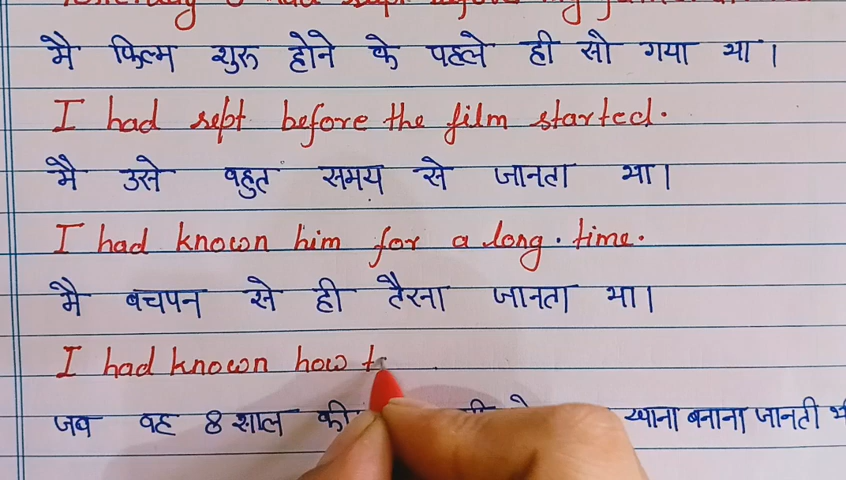 मै फिल्म शुरू होने के पहले ही सो गया था।
I had sept before the film started.
मै उसे बहुत समय से जानता था।
I had known him for a long. time.
मै बचपन से ही तैरना जानता था।
I had known how t
जब वह 8 शाल की खाना बनाना जानती